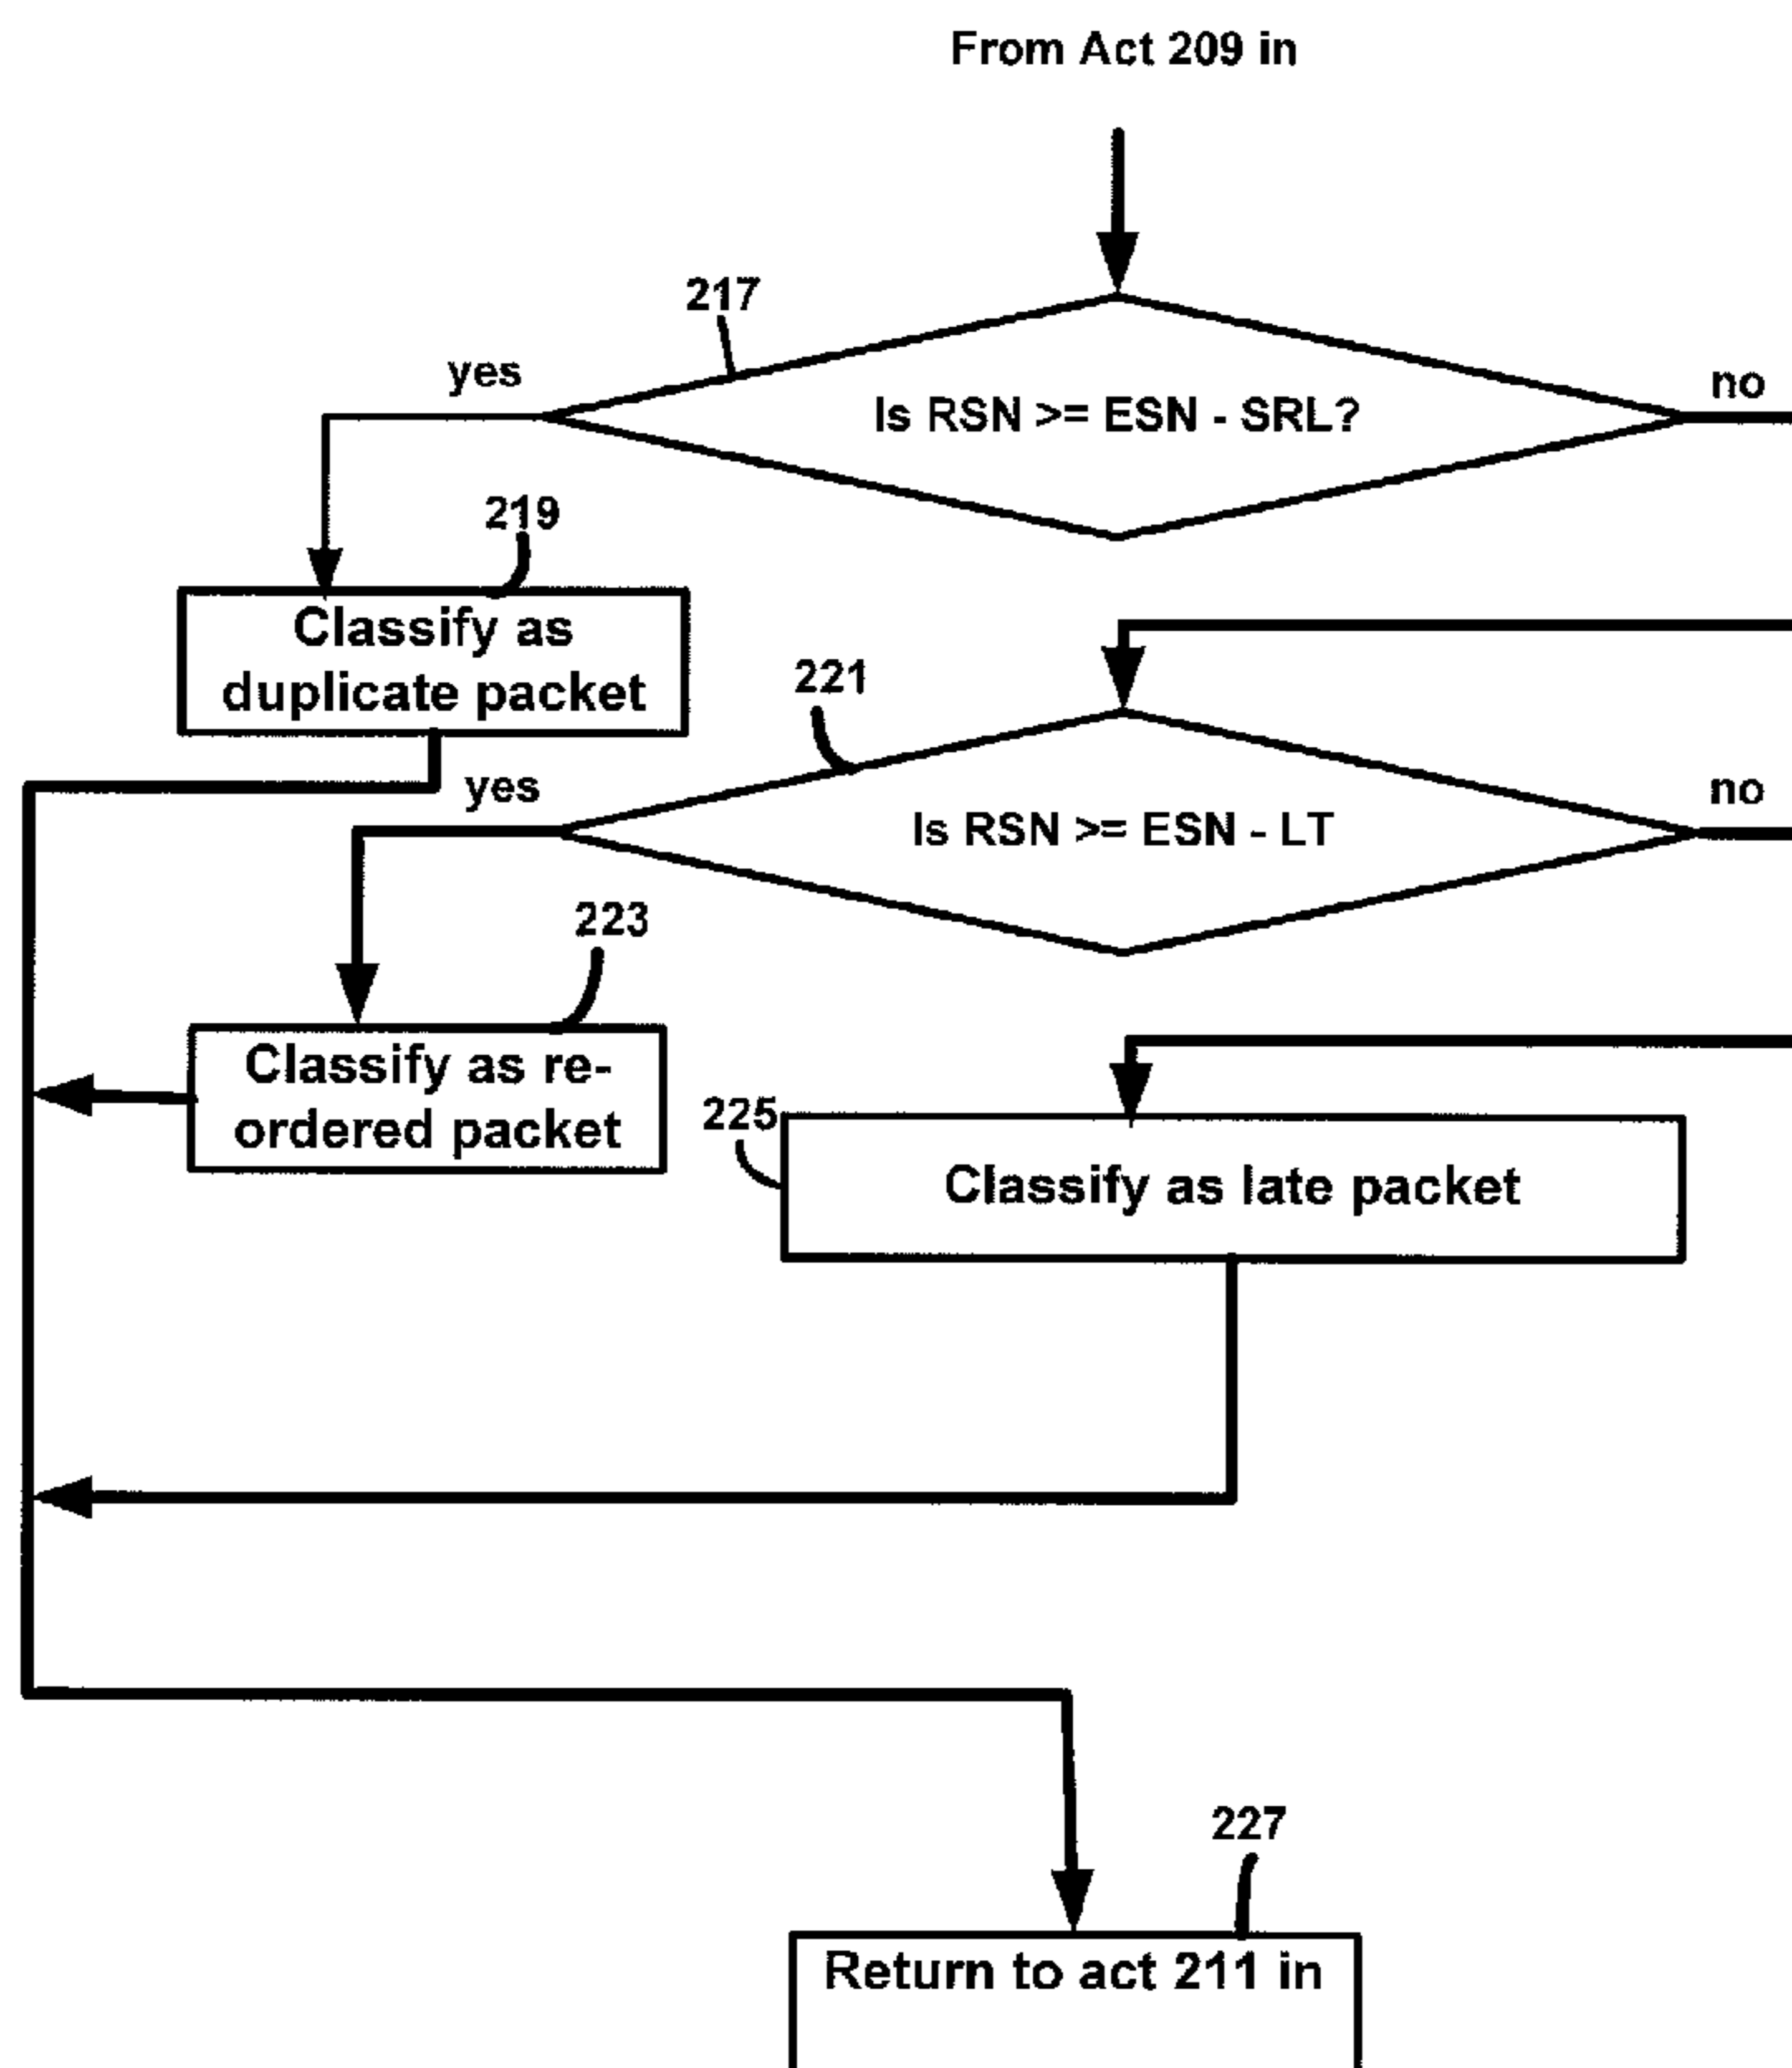 From Act 209 in
217
yes
no
Is RSN >= ESN - SRL?
219
Classify as
duplicate packet
221
yes
no
Is RSN >= ESN - LT
223
Classify as re-
ordered packet
225
Classify as late packet
227
Return to act 211 in